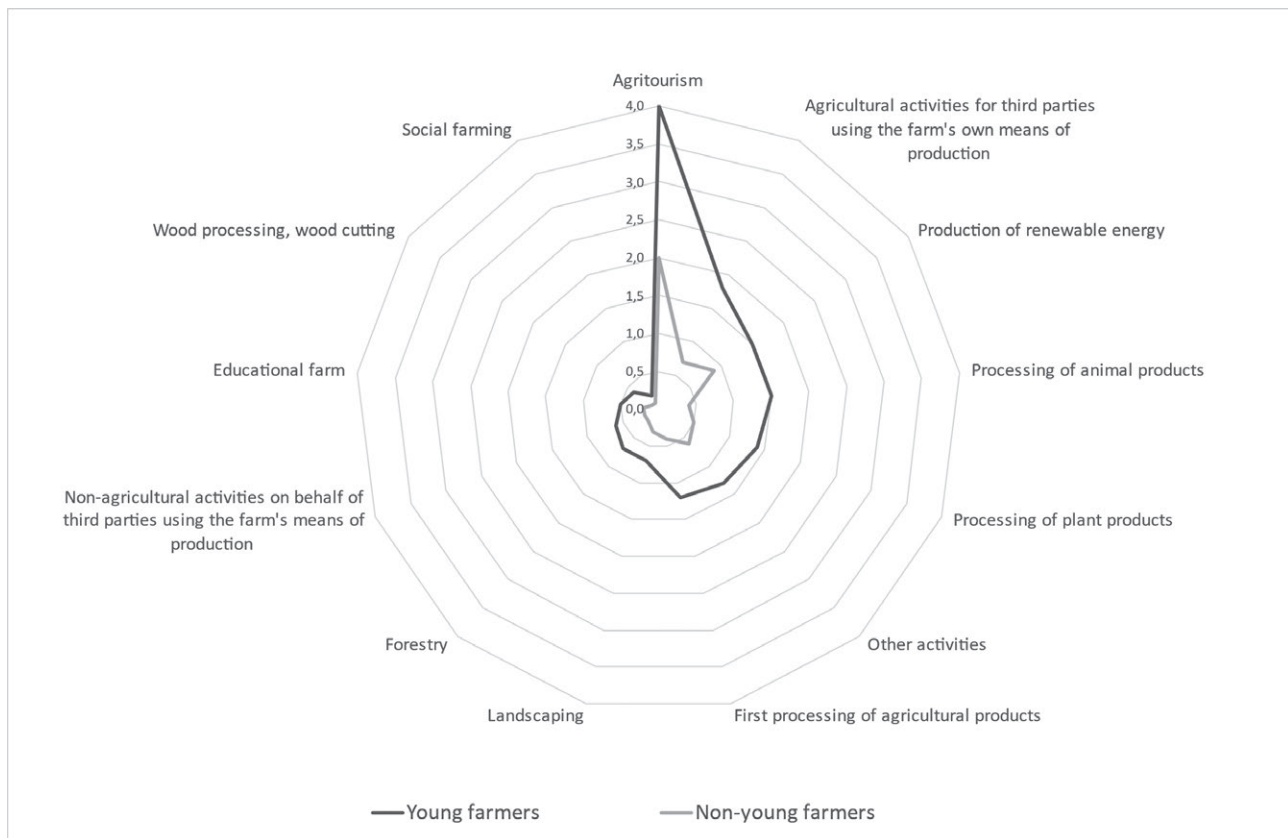 Agritourism
4,0
3,5
3,0
2,5
2,0
1,5
1,0
0,5
0,0
Agricultural activities for third parties
using the farm's own means of
production
Production of renewable energy
Processing of animal products
Processing of plant products
Other activities
First processing of agricultural products
Landscaping
Forestry
Non-agricultural activities on behalf of
third parties using the farm's means of
production
Educational farm
Wood processing, wood cutting
Social farming
Young farmers
Non-young farmers